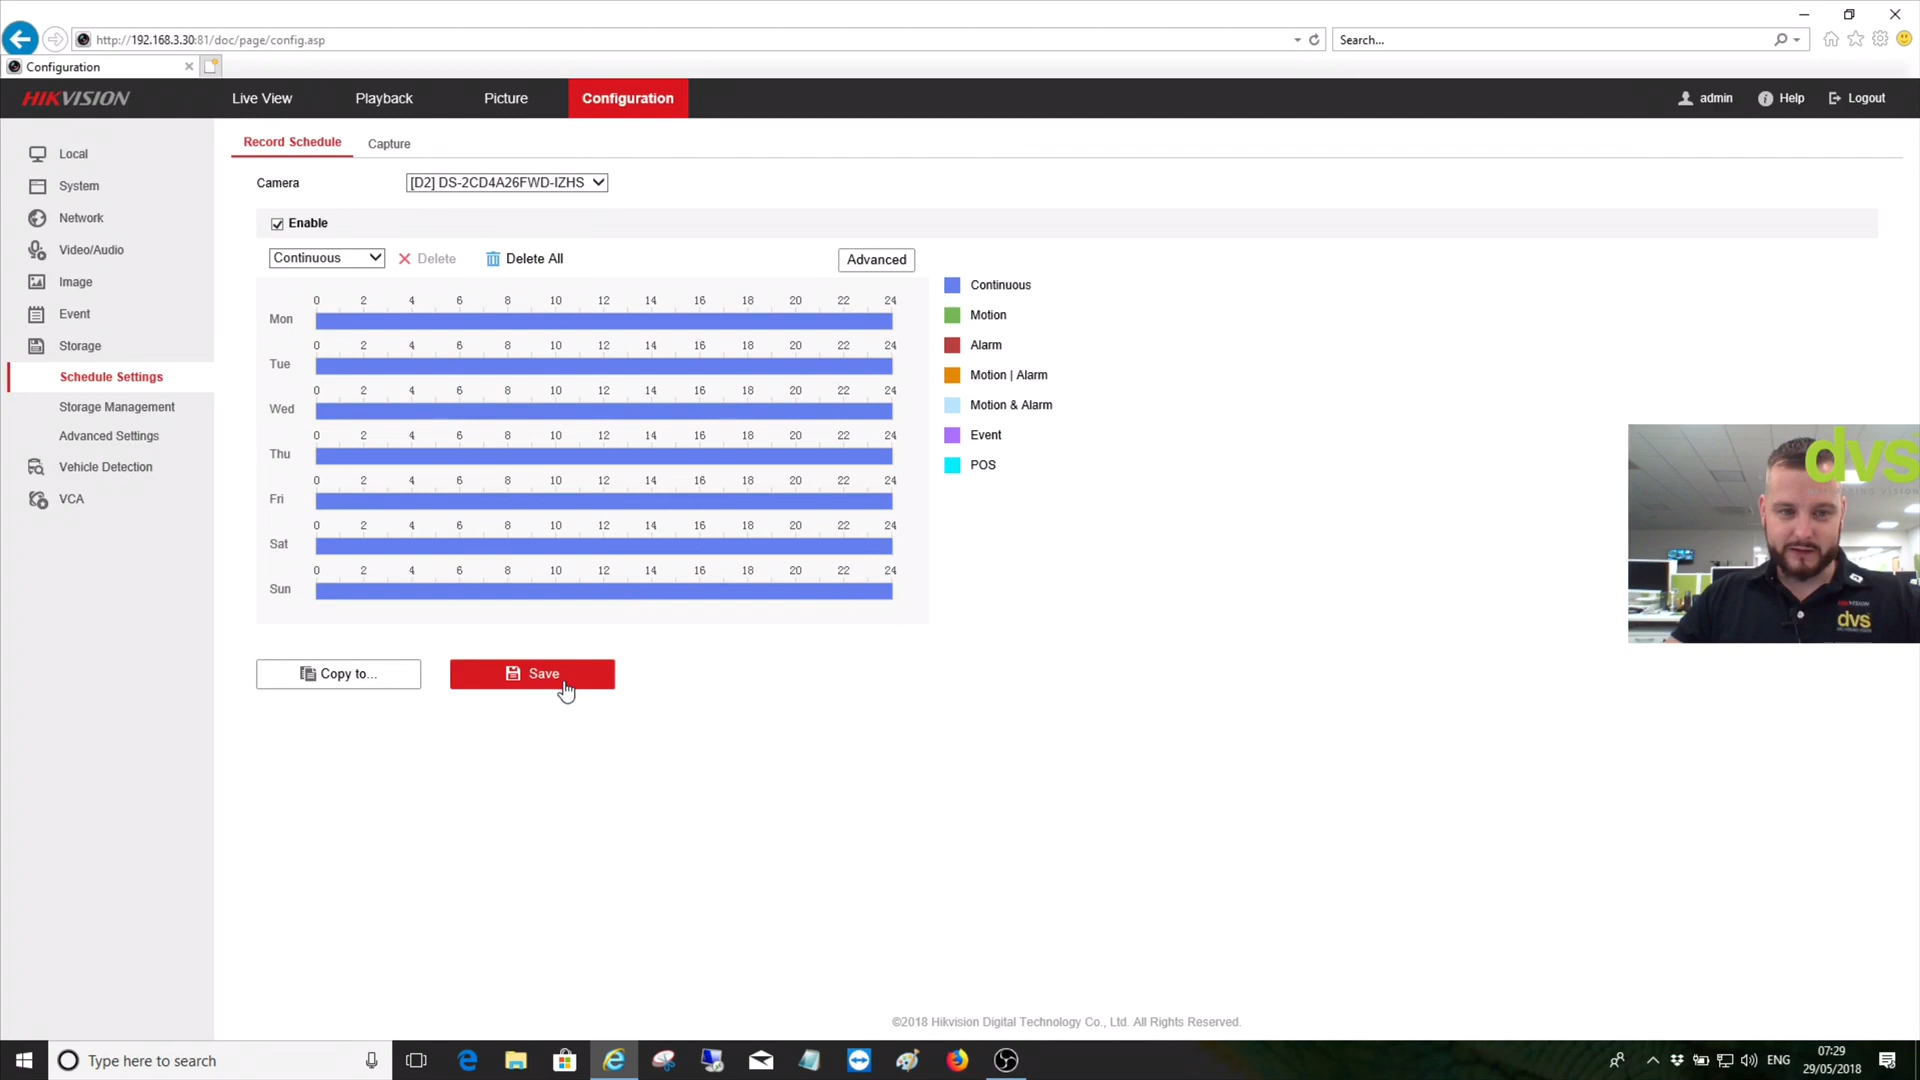 http://192.168.3.30:81/doc/page/config.asp
Search...
Configuration
HIKVISION
Live View
Playback
Picture
Configuration
admin
Help
Logout
Local
System
Network
Video/Audio
Image
Event
Storage
Schedule Settings
Storage Management
Advanced Settings
Vehicle Detection
VCA
Record Schedule
Capture
Camera
[D2] DS-2CD4A26FWD-IZHS
Enable
Continuous
Delete
Delete All
Advanced
0 2 4 6 8 10 12 14 16 18 20 22 24
Mon
0 2 4 6 8 10 12 14 16 18 20 22 24
Tue
0 2 4 6 8 10 12 14 16 18 20 22 24
Wed
0 2 4 6 8 10 12 14 16 18 20 22 24
Thu
0 2 4 6 8 10 12 14 16 18 20 22 24
Fri
0 2 4 6 8 10 12 14 16 18 20 22 24
Sat
0 2 4 6 8 10 12 14 16 18 20 22 24
Sun
Continuous
Motion
Alarm
Motion | Alarm
Motion & Alarm
Event
POS
Copy to...
Save
dvs
HIKVISION
dvs
©2018 Hikvision Digital Technology Co., Ltd. All Rights Reserved.
Type here to search
ENG
07:29
29/05/2018